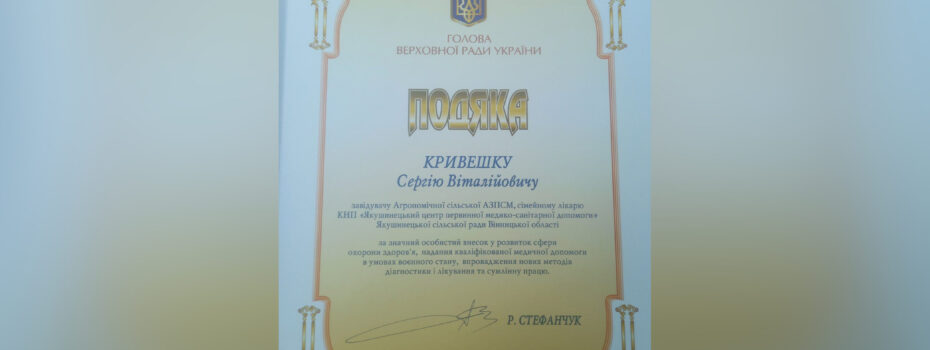 ГОЛОВА
ВЕРХОВНОЇ РАДИ УКРАЇНИ
ПОДЯКА
КРИВЕШКУ
Сергію Віталійовичу
завідувачу Агрономічної сільської АЗПСМ, сімейному лікарю
КНП «Якушинецький центр первинної медико-санітарної допомоги»
Якушинецької сільської ради Вінницької області
за значний особистий внесок у розвиток сфери
охорони здоров'я, надання кваліфікованої медичної допомоги
в умовах воєнного стану, впровадження нових методів
діагностики і лікування та сумлінну працю.
Р. СТЕФАНЧУК